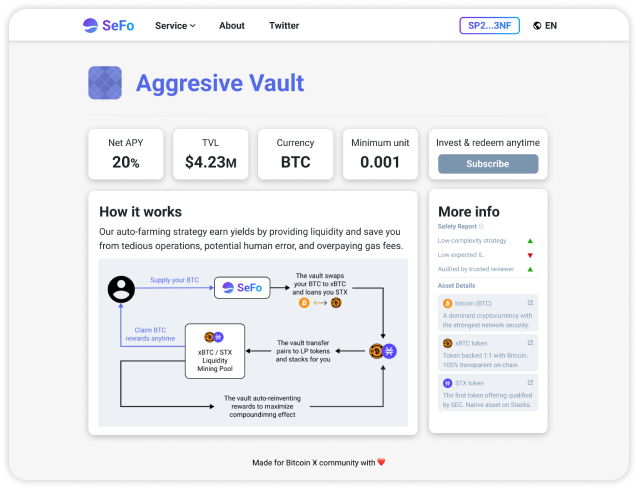 SeFo
Service
About
Twitter
SP2...3NF
EN
Aggresive Vault
Net APY
20%
TVL
$4.23M
Currency
BTC
Minimum unit
0.001
Invest & redeem anytime
Subscribe
How it works
Our auto-farming strategy earn yields by providing liquidity and save you
from tedious operations, potential human error, and overpaying gas fees.
Supply your BTC
SeFo
The vault swaps
your BTC to xBTC
and loans you STX
Claim BTC
rewards anytime
xBTC / STX
Liquidity
Mining Pool
The vault transfer
pairs to LP tokens
and stacks for you
The vault auto-reinventing
rewards to maximize
compoundimng effect
More info
Safety Report
Low-complexity strategy
Low expected IL
Audited by trusted reviewer
Asset Details
bitcoin (BTC)
A dominant cryptocurrency with
the strongest network security.
xBTC token
Token backed 1:1 with Bitcoin.
100% transparent on-chain.
STX token
The first token offering qualified
by SEC. Native asset on Stacks.
Made for Bitcoin X community with ❤️